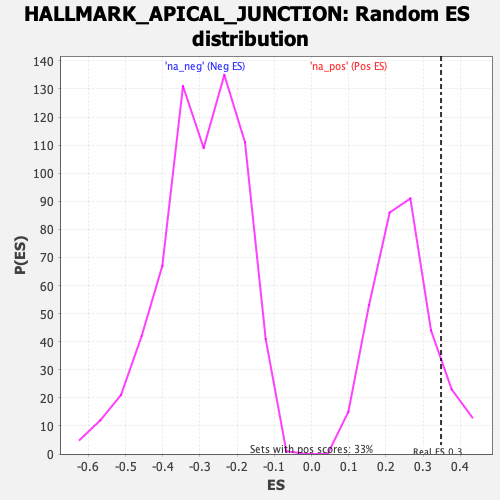 HALLMARK_APICAL_JUNCTION: Random ES
distribution
'na_neg' (Neg ES)
'na_pos' (Pos ES)
140
130
120
110
100
90
80
70
60
50
40
30
20
10
0
P(ES)
Sets with pos scores: 33%
Real ES 0.3
-0.6 -0.5 -0.4 -0.3 -0.2 -0.1 0.0 0.1 0.2 0.3 0.4
ES